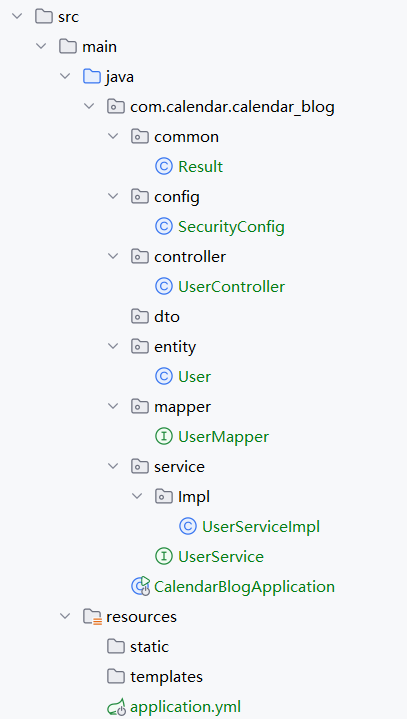 src
main
java
com.calendar.calendar_blog
common
Result
config
SecurityConfig
controller
UserController
dto
entity
User
mapper
UserMapper
service
Impl
UserServiceImpl
UserService
CalendarBlogApplication
resources
static
templates
application.yml